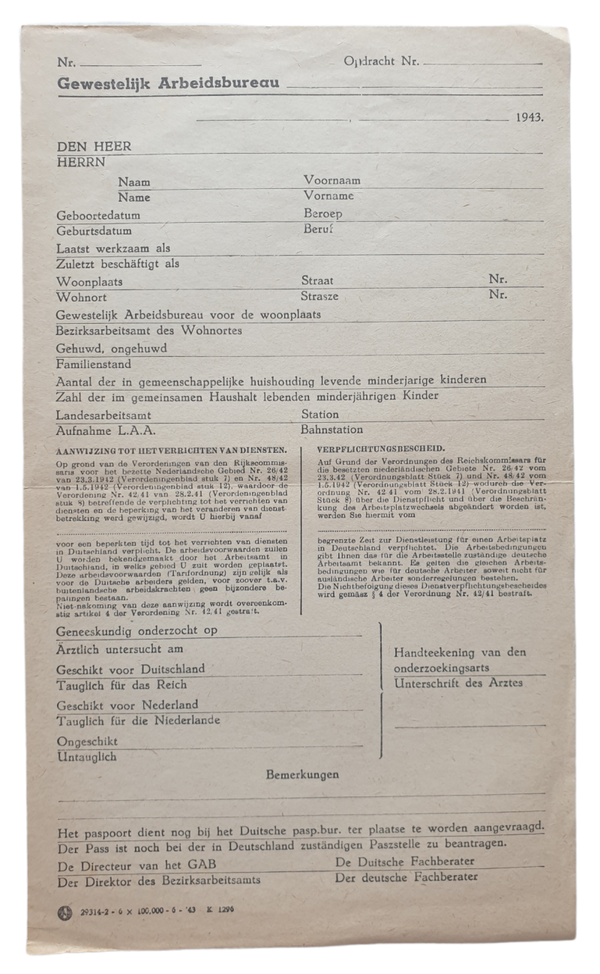 Nr.
Opdracht Nr.
Gewestelijk Arbeidsbureau
, 1943.
DEN HEER
HERRN
Naam Voornaam
Name Vorname
Geboortedatum Beroep
Geburtsdatum Beruf
Laatst werkzaam als
Zuletzt beschäftigt als
Woonplaats Straat Nr.
Wohnort Strasze Nr.
Gewestelijk Arbeidsbureau voor de woonplaats
Bezirksarbeitsamt des Wohnortes
Gehuwd, ongehuwd
Familienstand
Aantal der in gemeenschappelijke huishouding levende minderjarige kinderen
Zahl der im gemeinsamen Haushalt lebenden minderjährigen Kinder
Landesarbeitsamt Station
Aufnahme L.A.A. Bahnstation
AANWIJZING TOT HET VERRICHTEN VAN DIENSTEN.
Op grond van de Verordeningen van den Rijkscommis-
saris voor het bezette Nederlandsche Gebied Nr. 26/42
van 23.3.1942 (Verordeningenblad stuk 7) en Nr. 48/42
van 1.5.1942 (Verordeningenblad stuk 12), waardoor de
Verordening Nr. 42/41 van 28.2.41 (Verordeningenblad
stuk 8) betreffende de verplichting tot het verrichten van
diensten en de beperking van het veranderen van dienst-
betrekking werd gewijzigd, wordt U hierbij vanaf
voor een beperkten tijd tot het verrichten van diensten
in Duitschland verplicht. De arbeidsvoorwaarden zullen
U worden bekendgemaakt door het Arbeitsamt in
Duitschland, in welks gebied U zuit worden geplaatst.
Deze arbeidsvoorwaarden (Tarifordnung) zijn gelijk als
voor de Duitsche arbeiders gelden, voor zoover t.a.v.
buitenlandsche arbeidskrachten geen bijzondere be-
palingen bestaan.
Niet-nakoming van deze aanwijzing wordt overeenkom-
stig artikel 4 der Verordening Nr. 42/41 gestraft.
VERPFLICHTUNGSBESCHEID.
Auf Grund der Verordnungen des Reichskommissars für
die besetzten niederländischen Gebiete Nr. 26/42 vom
23.3.42 (Verordnungsblatt Stück 7) und Nr. 48/42 vom
1.5.1942 (Verordnungsblatt Stück 12) wodurch die Ver-
ordnung Nr. 42/41 vom 28.2.1941 (Verordnungsblatt
Stück 8) über die Dienstpflicht und über die Beschrän-
kung des Arbeitsplatzwechsels abgeändert worden ist,
werden Sie hiermit vom
begrenzte Zeit zur Dienstleistung für einen Arbeitsplatz
in Deutschland verpflichtet. Die Arbeitsbedingungen
gibt Ihnen das für die Arbeitsstelle zuständige deutsche
Arbeitsamt bekannt. Es gelten die gleichen Arbeits-
bedingungen wie für deutsche Arbeiter soweit nicht für
ausländische Arbeiter sonderregelungen bestehen.
Die Nichtbefolgung dieses Dienstverpflichtungsbescheides
wird gemäsz § 4 der Verordnung Nr. 42/41 bestraft.
Geneeskundig onderzocht op
Ärztlich untersucht am
Geschikt voor Duitschland
Tauglich für das Reich
Geschikt voor Nederland
Tauglich für die Niederlande
Ongeschikt
Untauglich
Handteekening van den
onderzoekingsarts
Unterschrift des Arztes
Bemerkungen
Het paspoort dient nog bij het Duitsche pasp.bur. ter plaatse te worden aangevraagd.
Der Pass ist noch bei der in Deutschland zuständigen Paszstelle zu beantragen.
De Directeur van het GAB De Duitsche Fachberater
Der Direktor des Bezirksarbeitsamts Der deutsche Fachberater
29314-2 - 6 × 100,000 - 6 - '43 K 1296